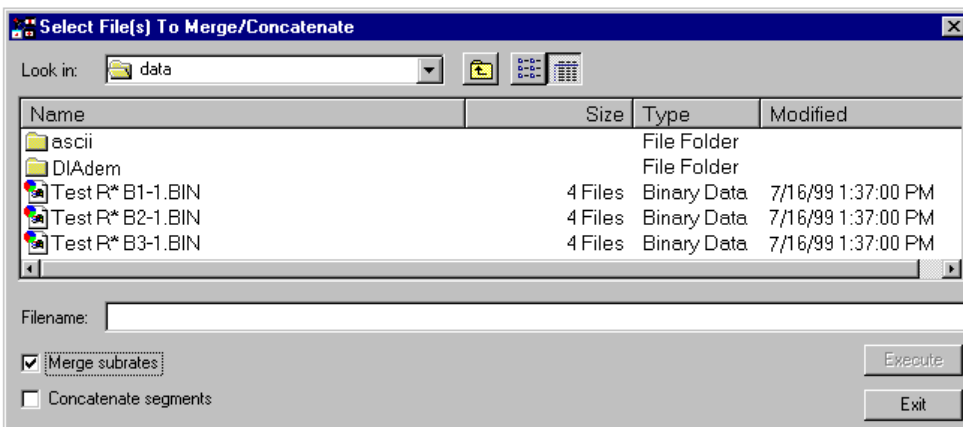 Select File(s) To Merge/Concatenate
Look in: data
Name Size Type Modified
ascii File Folder
DIAdem File Folder
Test R* B1-1.BIN 4 Files Binary Data 7/16/99 1:37:00 PM
Test R* B2-1.BIN 4 Files Binary Data 7/16/99 1:37:00 PM
Test R* B3-1.BIN 4 Files Binary Data 7/16/99 1:37:00 PM
Filename:
Merge subrates
Execute
Concatenate segments
Exit